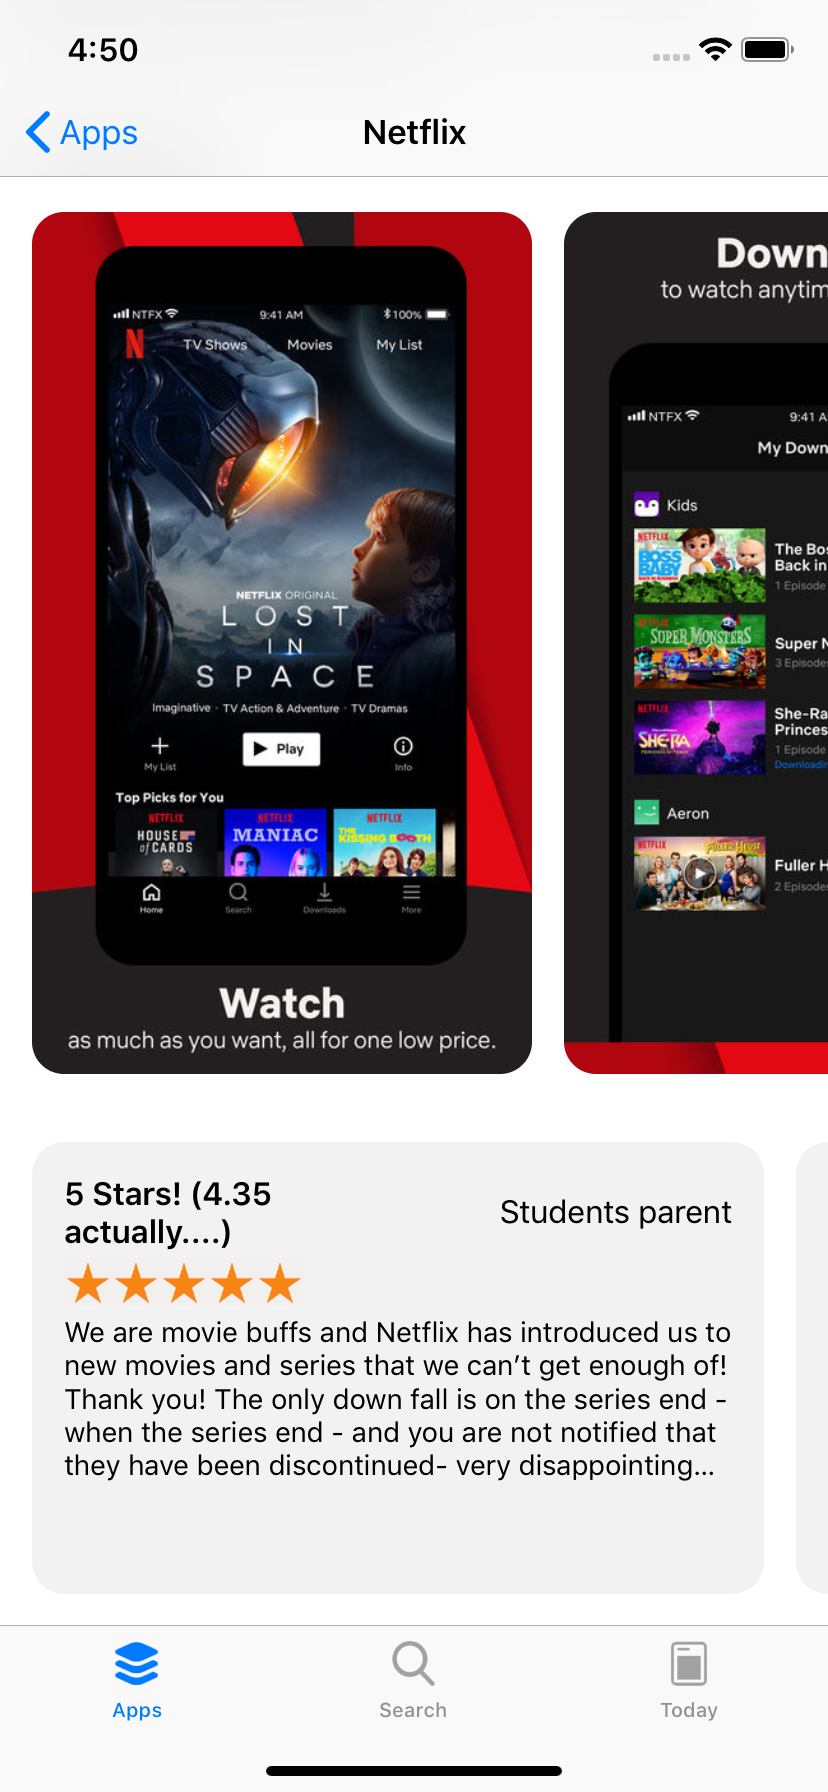 4:50
Apps
Netflix
NTFX
9:41 AM
100%
N
TV Shows
Movies
My List
NETFLIX ORIGINAL
LOST
IN
SPACE
Imaginative · TV Action & Adventure · TV Dramas
My List
Play
Info
Top Picks for You
NETFLIX
HOUSE
of CARDS
NETFLIX
MANIAC
NETFLIX
THE
KISSING BOOTH
Home
Search
Downloads
More
Watch
as much as you want, all for one low price.
Down
to watch anytim
NTFX
9:41 A
My Down
Kids
NETFLIX
BOSS
BABY
BACK IN BUSINESS
The Bos
Back in
1 Episode
NETFLIX
SUPER MONSTERS
Super M
3 Episodes
NETFLIX
SHE-RA
She-Ra
Princes
1 Episode
Downloadin
Aeron
NETFLIX
FULLER HOUSE
Fuller H
2 Episodes
5 Stars! (4.35
actually....)
Students parent
We are movie buffs and Netflix has introduced us to
new movies and series that we can’t get enough of!
Thank you! The only down fall is on the series end -
when the series end - and you are not notified that
they have been discontinued- very disappointing...
Apps
Search
Today